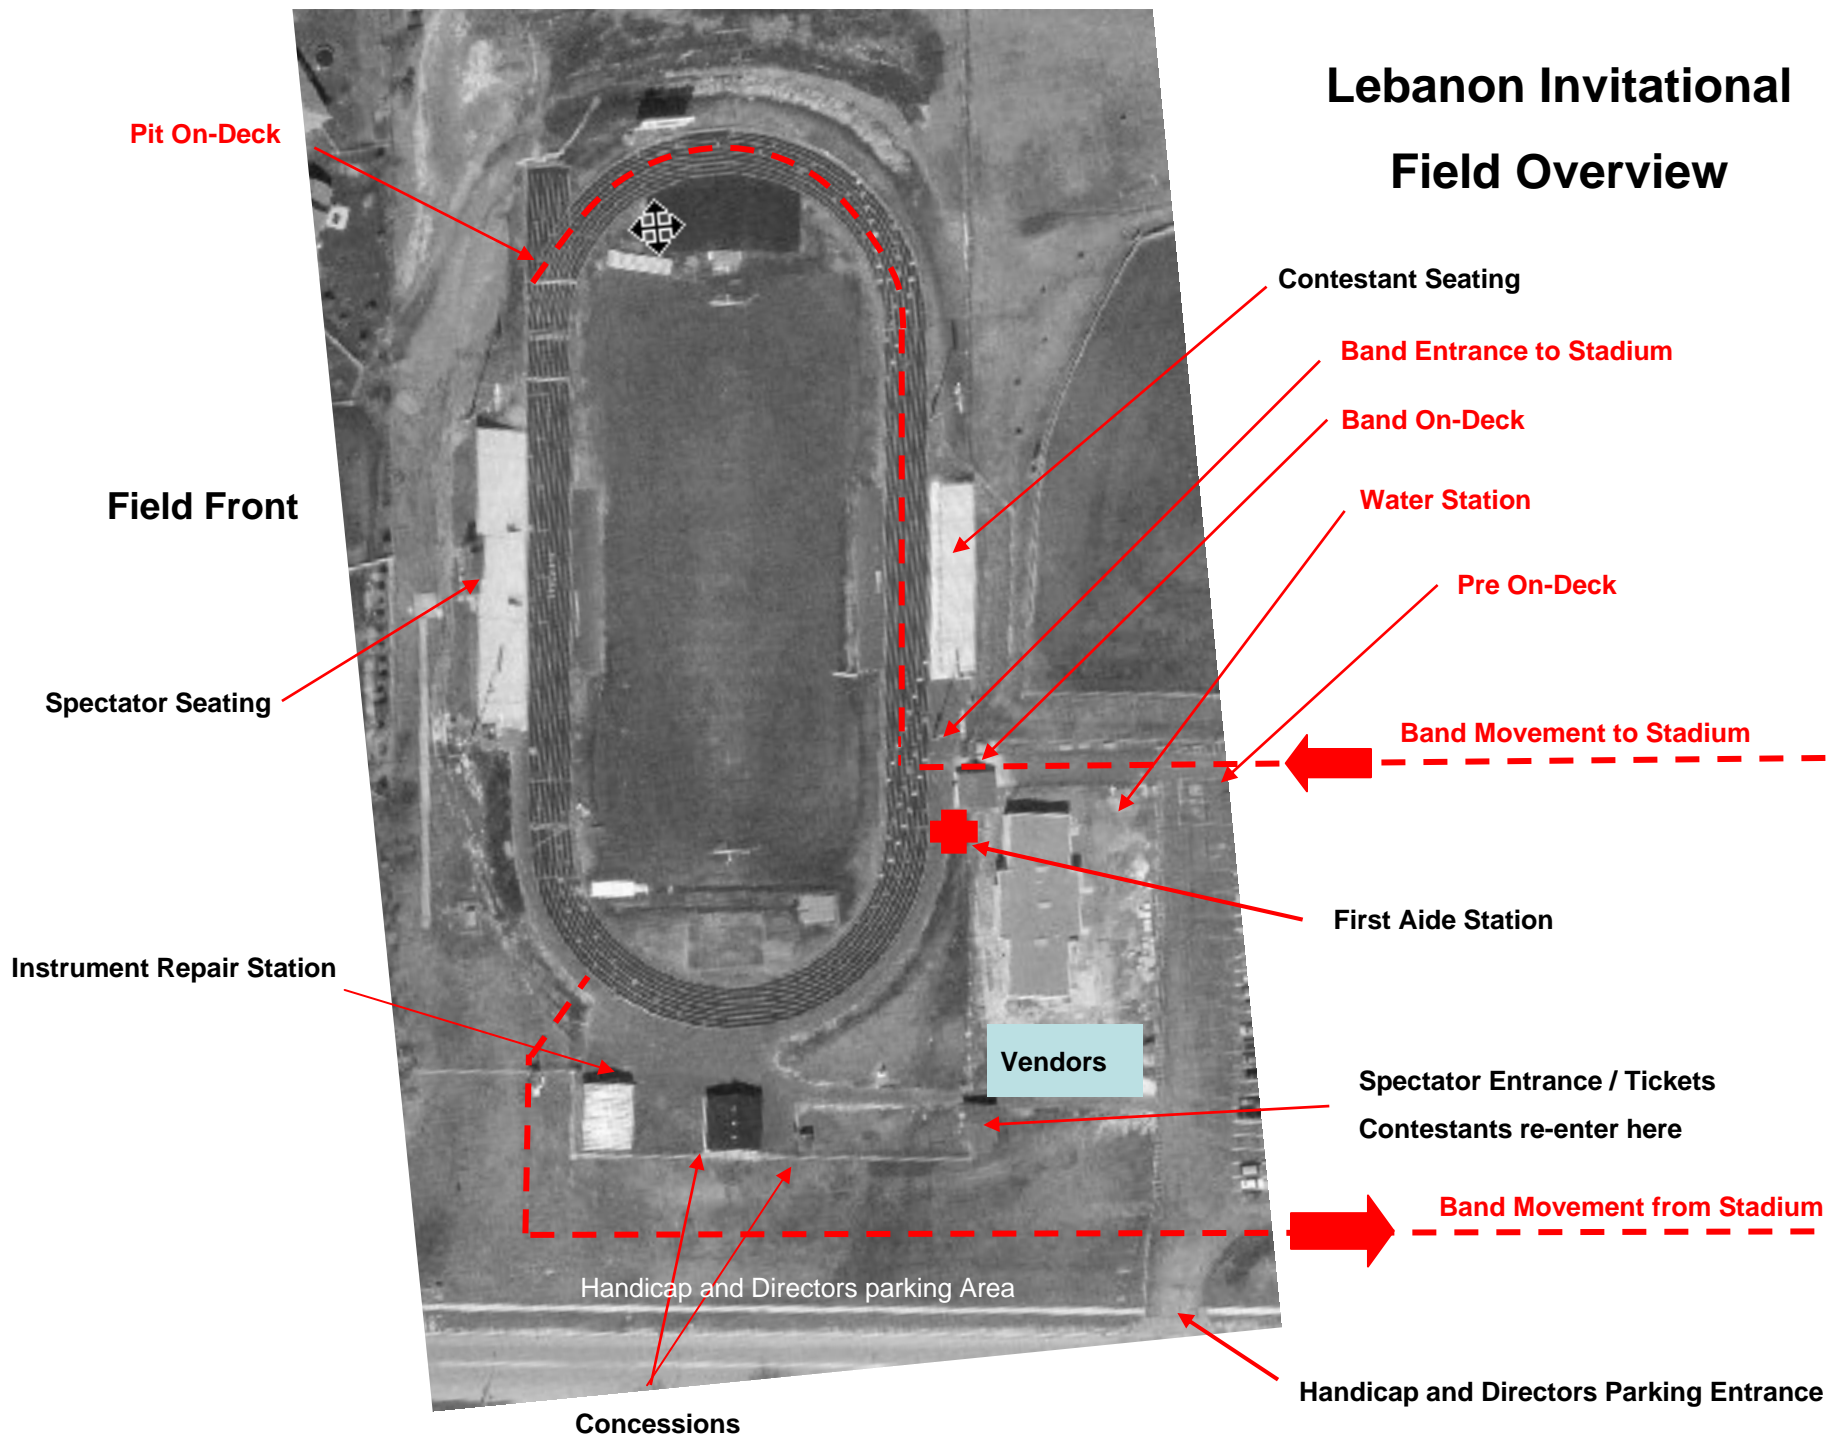 Lebanon Invitational
Field Overview
Pit On-Deck
Contestant Seating
Band Entrance to Stadium
Band On-Deck
Field Front
Water Station
Pre On-Deck
Spectator Seating
Band Movement to Stadium
First Aide Station
Instrument Repair Station
Vendors
Spectator Entrance / Tickets
Contestants re-enter here
Band Movement from Stadium
Handicap and Directors parking Area
Handicap and Directors Parking Entrance
Concessions